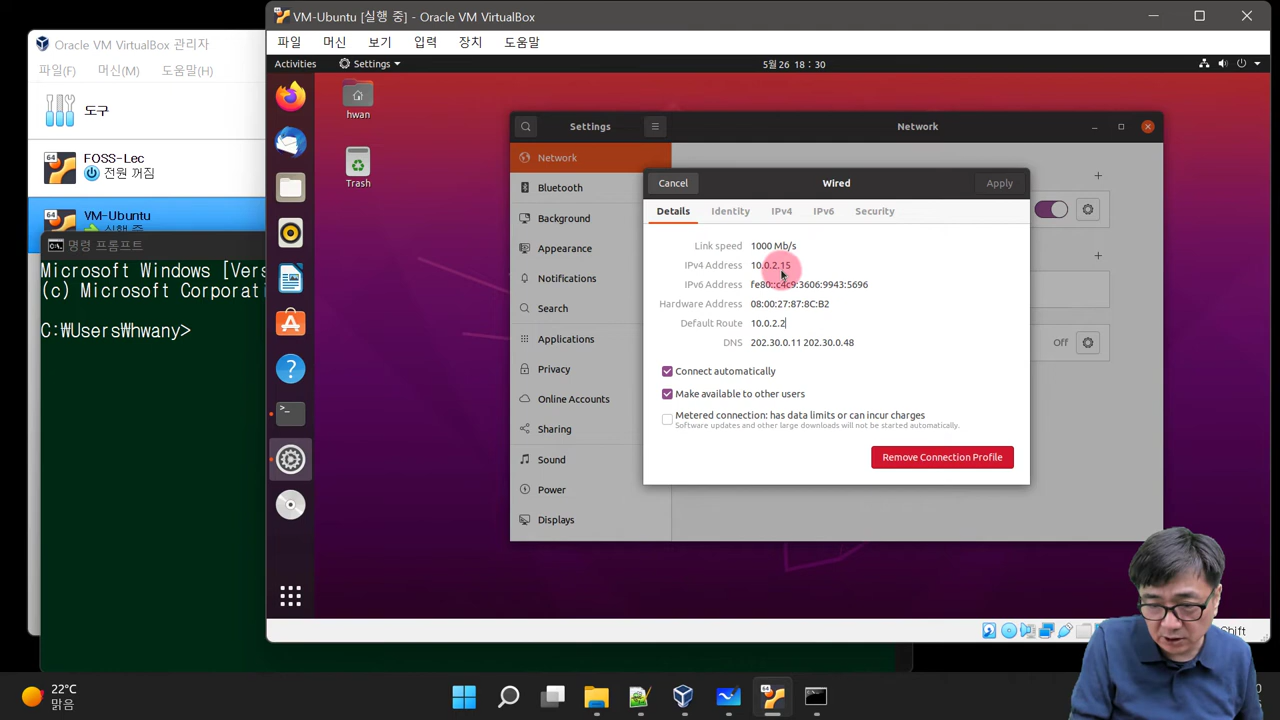 VM-Ubuntu [실행 중] - Oracle VM VirtualBox
파일 머신 보기 입력 장치 도움말
Oracle VM VirtualBox 관리자
파일(F) 머신(M) 도움말(H)
도구
64
FOSS-Lec
전원 꺼짐
64
VM-Ubuntu
실행 중
명령 프롬프트
Microsoft Windows [Vers
(c) Microsoft Corporati
C:₩Users₩hwany>
Activities Settings 5월 26 18 : 30
hwan
Trash
Settings Network
Network
Bluetooth
Background
Appearance
Notifications
Search
Applications
Privacy
Online Accounts
Sharing
Sound
Power
Displays
Off
Cancel Wired Apply
Details Identity IPv4 IPv6 Security
Link speed 1000 Mb/s
IPv4 Address 10.0.2.15
IPv6 Address fe80::c4c9:3606:9943:5696
Hardware Address 08:00:27:87:8C:B2
Default Route 10.0.2.2
DNS 202.30.0.11 202.30.0.48
Connect automatically
Make available to other users
Metered connection: has data limits or can incur charges
Software updates and other large downloads will not be started automatically.
Remove Connection Profile
Shift
22°C
맑음